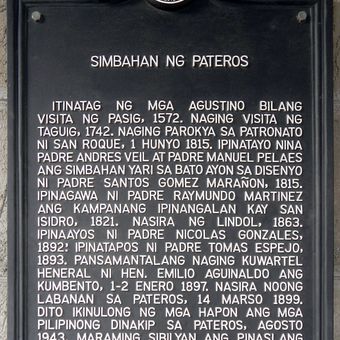 SIMBAHAN NG PATEROS
ITINATAG NG MGA AGUSTINO BILANG
VISITA NG PASIG, 1572. NAGING VISITA NG
TAGUIG, 1742. NAGING PAROKYA SA PATRONATO
NI SAN ROQUE, 1 HUNYO 1815. IPINATAYO NINA
PADRE ANDRES VEIL AT PADRE MANUEL PELAES
ANG SIMBAHAN YARI SA BATO AYON SA DISENYO
NI PADRE SANTOS GOMEZ MARAÑON, 1815.
IPINAGAWA NI PADRE RAYMUNDO MARTINEZ
ANG KAMPANANG IPINANGALAN KAY SAN
ISIDRO, 1821. NASIRA NG LINDOL, 1863.
IPINAAYOS NI PADRE NICOLAS GONZALES,
1892. IPINATAPOS NI PADRE TOMAS ESPEJO,
1893. PANSAMANTALANG NAGING KUWARTEL
HENERAL NI HEN. EMILIO AGUINALDO ANG
KUMBENTO, 1-2 ENERO 1897. NASIRA NOONG
LABANAN SA PATEROS, 14 MARSO 1899.
DITO IKINULONG NG MGA HAPON ANG MGA
PILIPINONG DINAKIP SA PATEROS, AGOSTO
1943. MARAMING SIBILYAN ANG PINASLANG